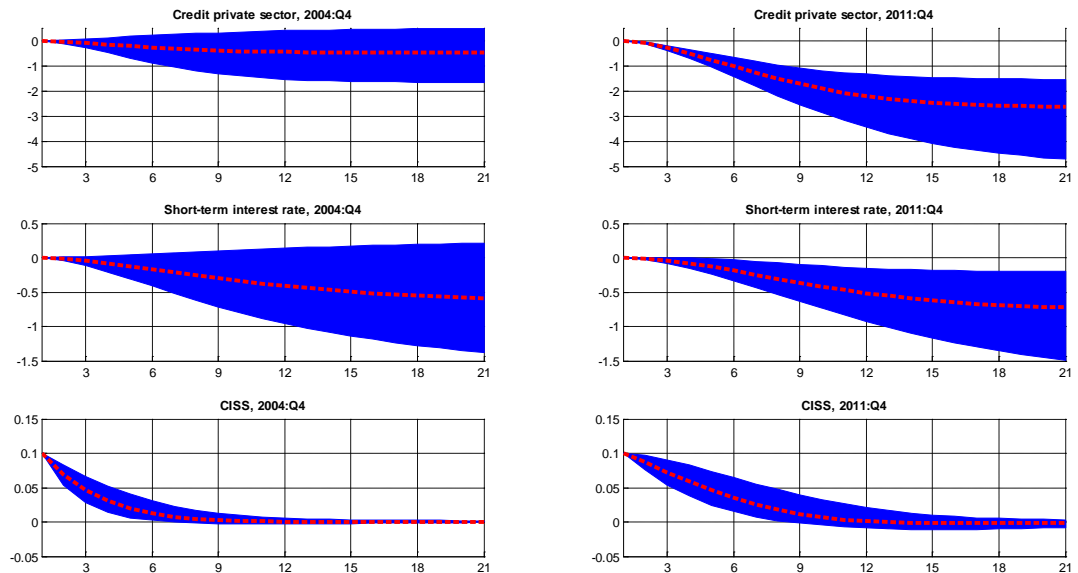 Credit private sector, 2004:Q4
0
-1
-2
-3
-4
-5
3 6 9 12 15 18 21
Credit private sector, 2011:Q4
0
-1
-2
-3
-4
-5
3 6 9 12 15 18 21
Short-term interest rate, 2004:Q4
0.5
0
-0.5
-1
-1.5
3 6 9 12 15 18 21
Short-term interest rate, 2011:Q4
0.5
0
-0.5
-1
-1.5
3 6 9 12 15 18 21
CISS, 2004:Q4
0.15
0.1
0.05
0
-0.05
3 6 9 12 15 18 21
CISS, 2011:Q4
0.15
0.1
0.05
0
-0.05
3 6 9 12 15 18 21